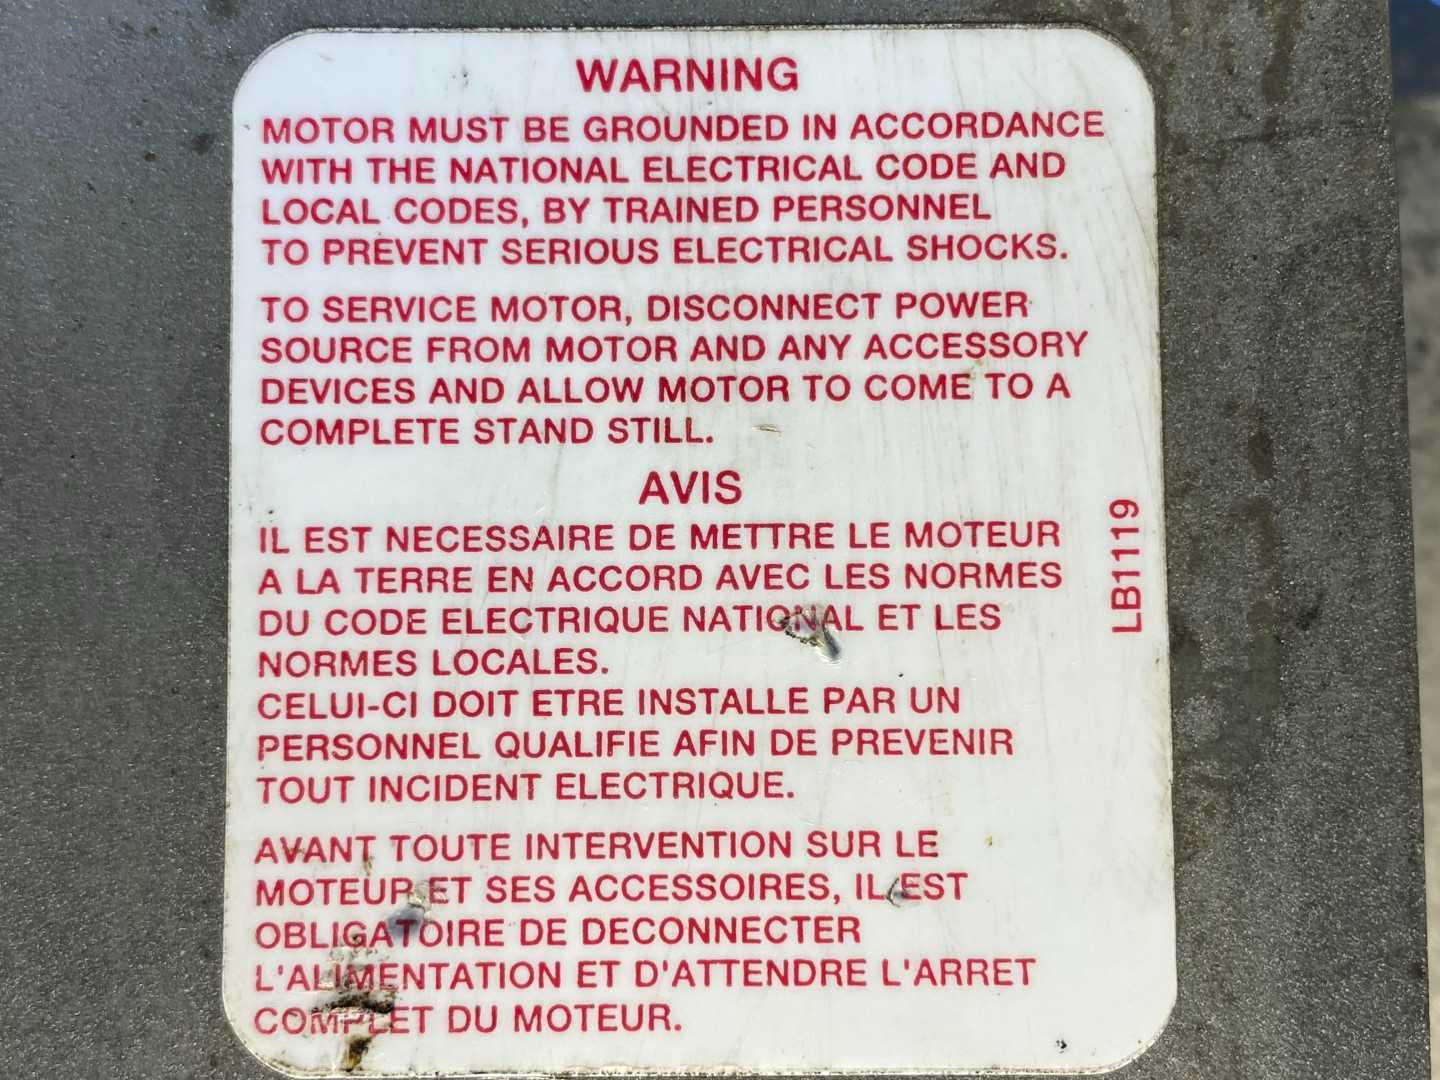 WARNING
MOTOR MUST BE GROUNDED IN ACCORDANCE
WITH THE NATIONAL ELECTRICAL CODE AND
LOCAL CODES, BY TRAINED PERSONNEL
TO PREVENT SERIOUS ELECTRICAL SHOCKS.
TO SERVICE MOTOR, DISCONNECT POWER
SOURCE FROM MOTOR AND ANY ACCESSORY
DEVICES AND ALLOW MOTOR TO COME TO A
COMPLETE STAND STILL.
AVIS
IL EST NECESSAIRE DE METTRE LE MOTEUR
A LA TERRE EN ACCORD AVEC LES NORMES
DU CODE ELECTRIQUE NATIONAL ET LES
NORMES LOCALES.
CELUI-CI DOIT ETRE INSTALLE PAR UN
PERSONNEL QUALIFIE AFIN DE PREVENIR
TOUT INCIDENT ELECTRIQUE.
AVANT TOUTE INTERVENTION SUR LE
MOTEUR ET SES ACCESSOIRES, IL EST
OBLIGATOIRE DE DECONNECTER
L'ALIMENTATION ET D'ATTENDRE L'ARRET
COMPLET DU MOTEUR.
LB1119